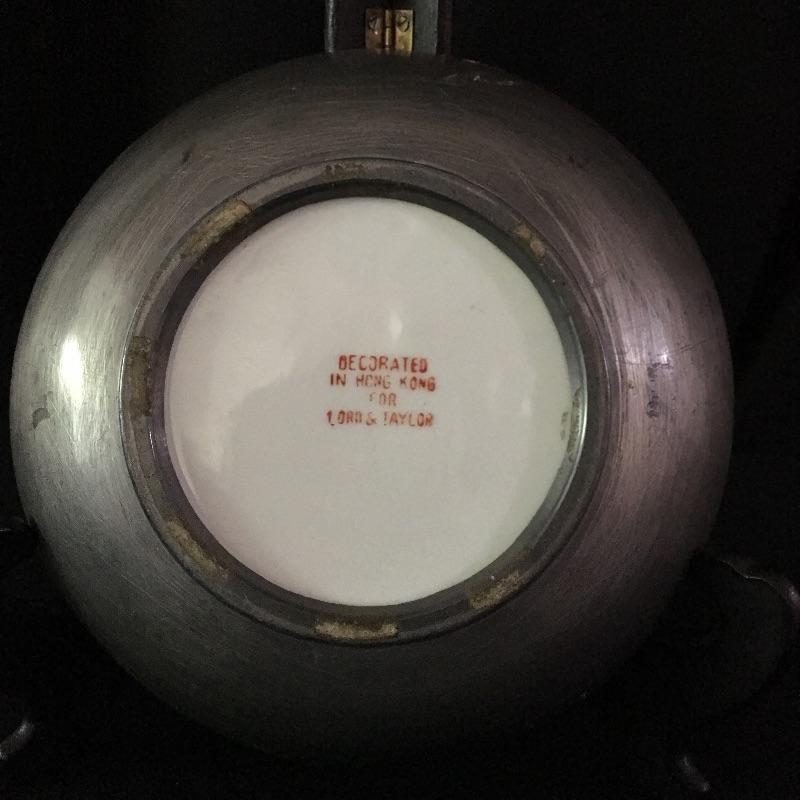 DECORATED
IN HONG KONG
FOR
LORD & TAYLOR